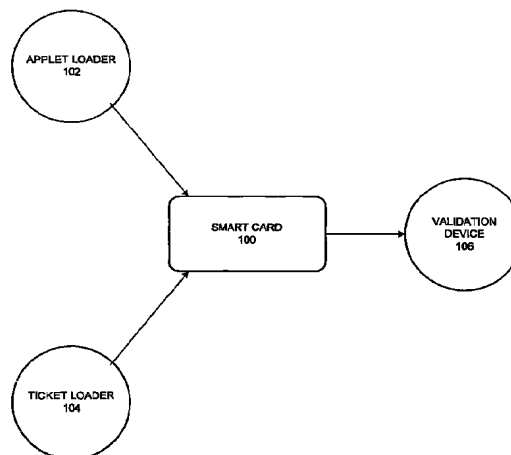 APPLET LOADER
102
SMART CARD
100
VALIDATION
DEVICE
106
TICKET LOADER
104